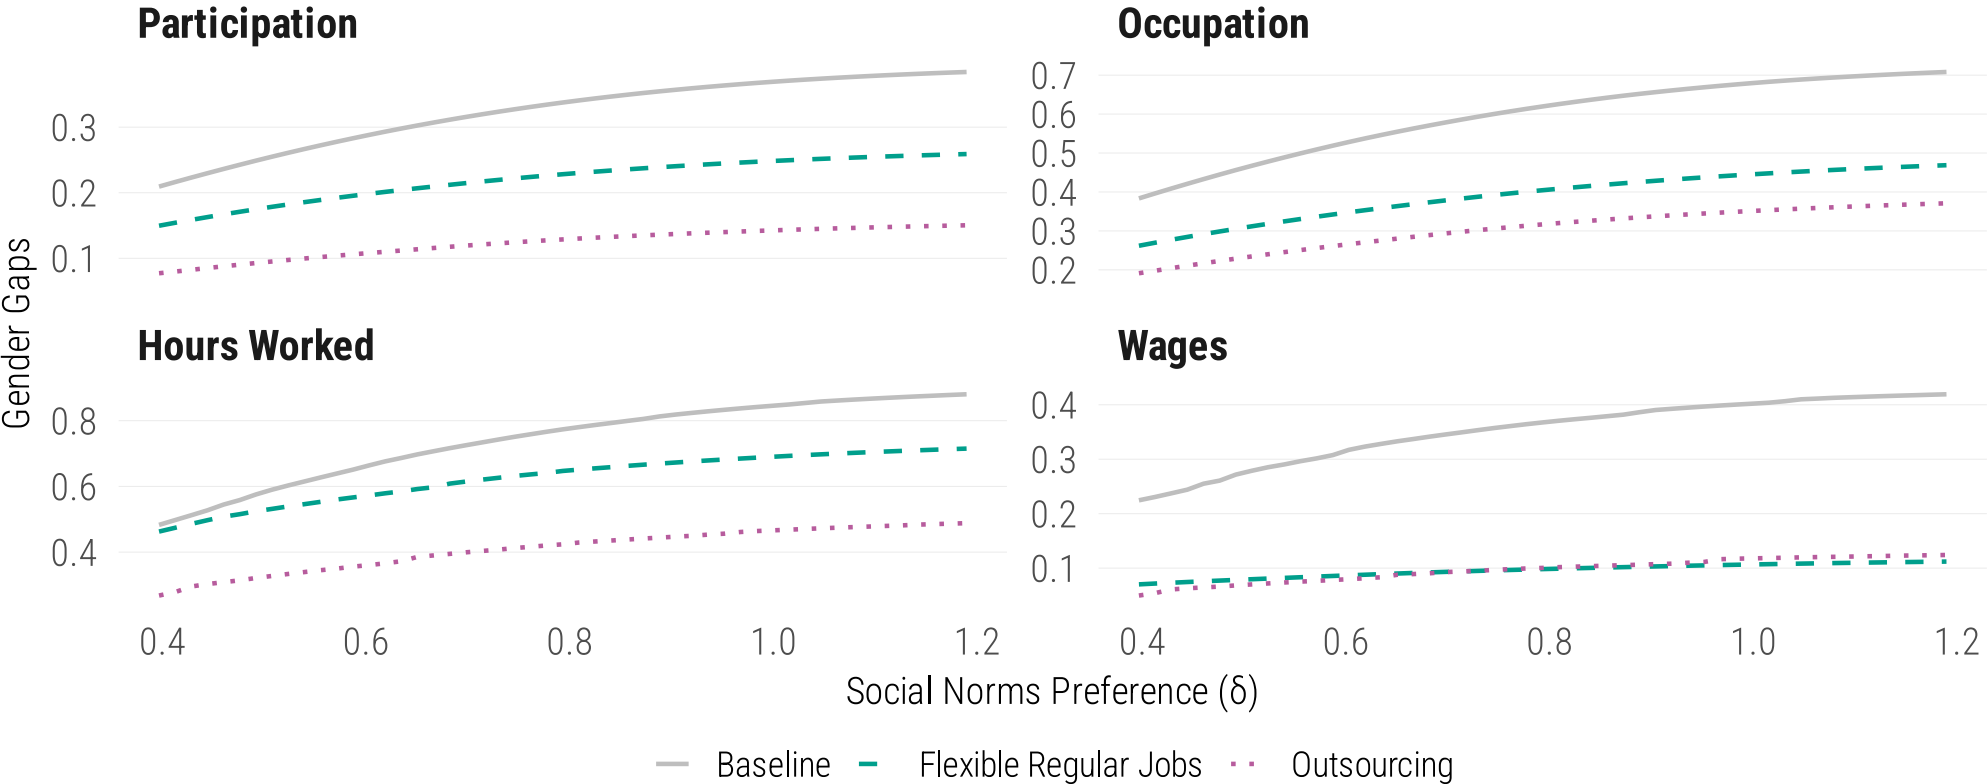 Participation
0.3
0.2
0.1
Occupation
0.7
0.6
0.5
0.4
0.3
0.2
Gender Gaps
Hours Worked
0.8
0.6
0.4
0.4 0.6 0.8 1.0 1.2
Wages
0.4
0.3
0.2
0.1
0.4 0.6 0.8 1.0 1.2
Social Norms Preference (δ)
Baseline Flexible Regular Jobs Outsourcing